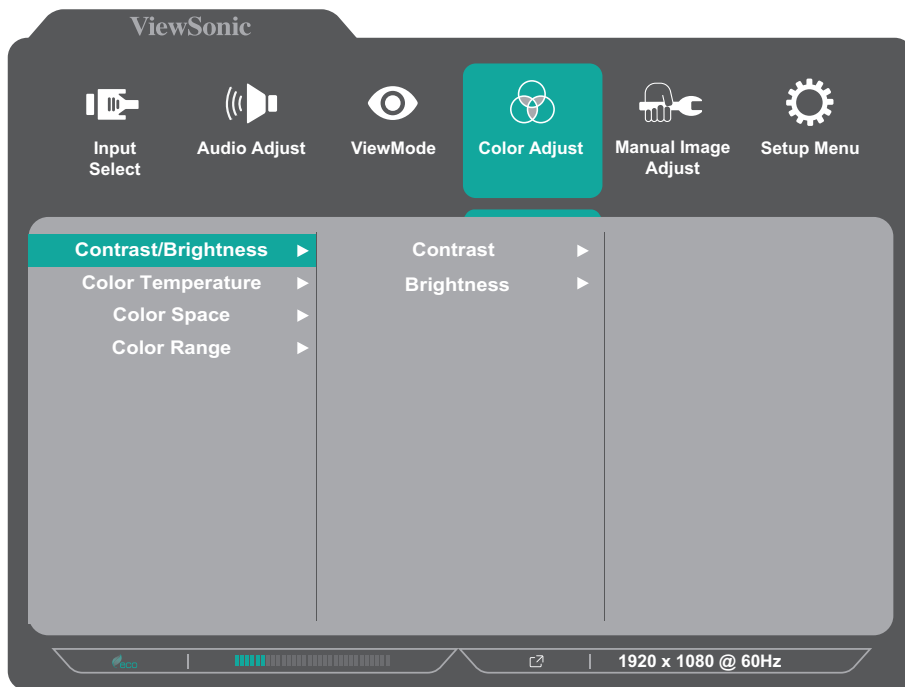 ViewSonic
Input
Select
Audio Adjust
ViewMode
Color Adjust
Manual Image
Adjust
Setup Menu
Contrast/Brightness
Color Temperature
Color Space
Color Range
Contrast
Brightness
eco
1920 x 1080 @ 60Hz